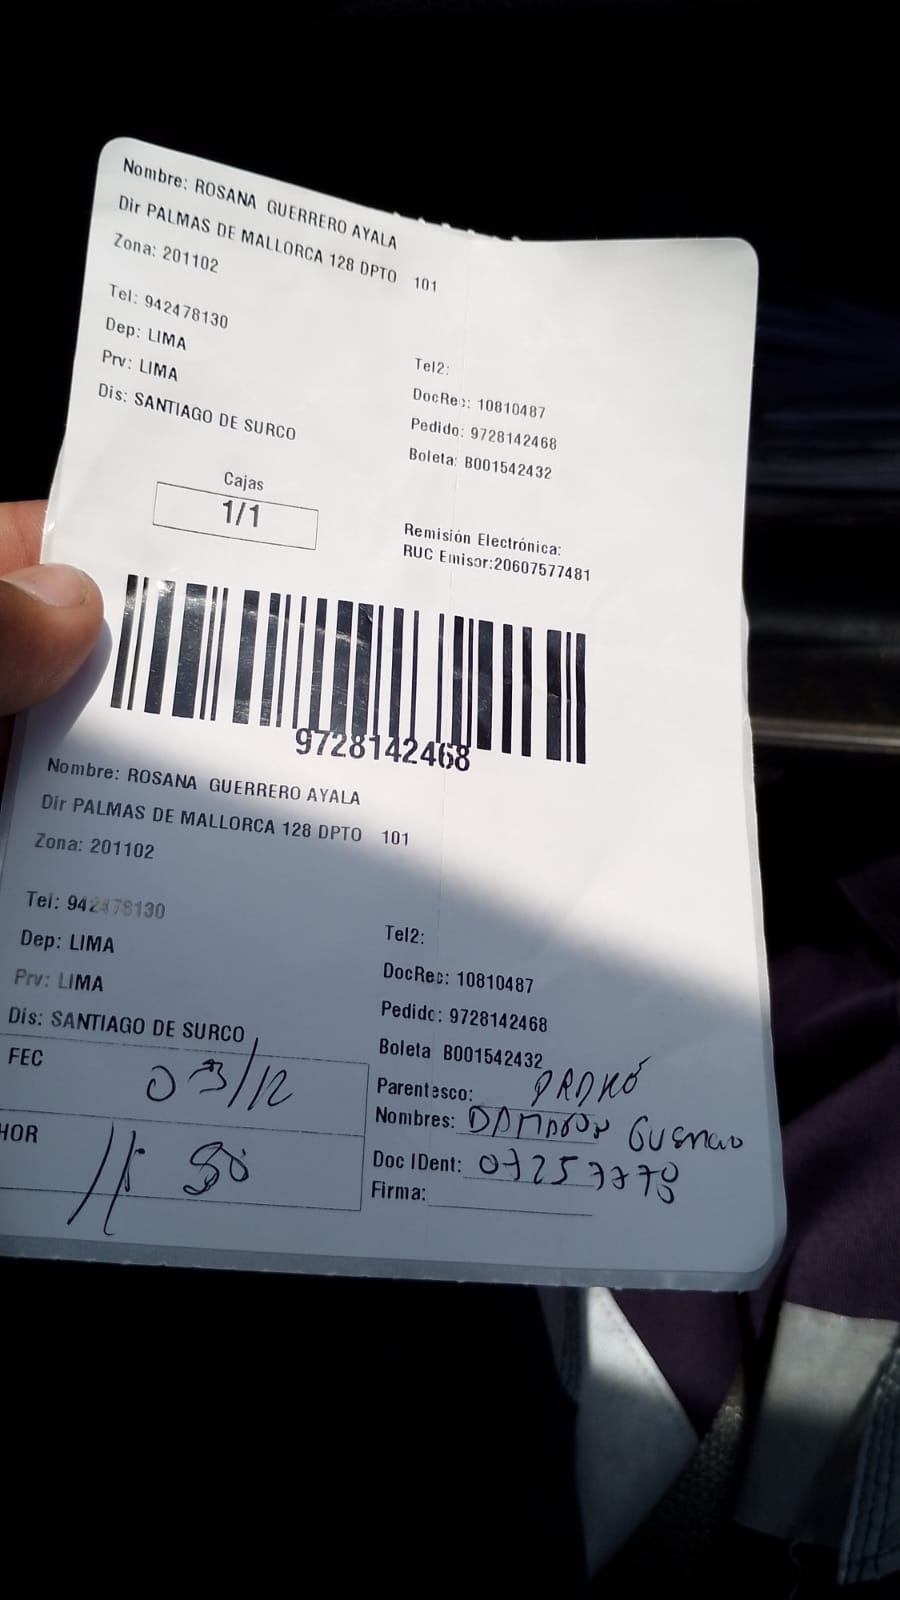 Nombre: ROSANA GUERRERO AYALA
Dir PALMAS DE MALLORCA 128 DPTO 101
Zona: 201102
Tel: 942478130
Dep: LIMA
Prv: LIMA
Dis: SANTIAGO DE SURCO
Tel2:
DocRec: 10810487
Pedido: 9728142468
Boleta: B001542432
Cajas
1/1
Remisión Electrónica:
RUC Emisor:20607577481
9728142468
Nombre: ROSANA GUERRERO AYALA
Dir PALMAS DE MALLORCA 128 DPTO 101
Zona: 201102
Tel: 942478130
Dep: LIMA
Prv: LIMA
Dis: SANTIAGO DE SURCO
Tel2:
DocRec: 10810487
Pedido: 9728142468
Boleta B001542432
FEC 03/12
HOR
Parentesco:
Nombres:
Doc IDent:
Firma: